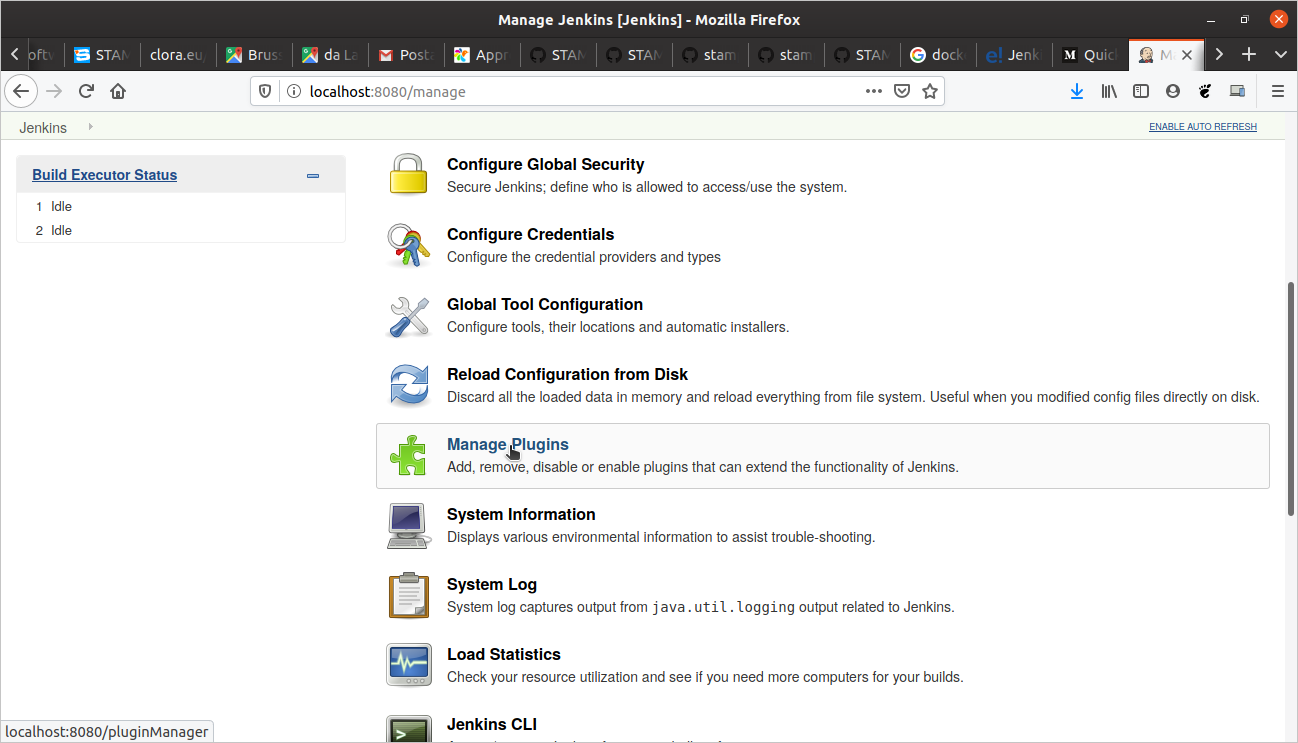 Manage Jenkins [Jenkins] - Mozilla Firefox
STAM
clora.eu/
Brus
da La
Posta
Appr
STAM
STAM
stam
stam
STAM
dock
Jenk
Quic
localhost:8080/manage
Jenkins
ENABLE AUTO REFRESH
Build Executor Status
1 Idle
2 Idle
Configure Global Security
Secure Jenkins; define who is allowed to access/use the system.
Configure Credentials
Configure the credential providers and types
Global Tool Configuration
Configure tools, their locations and automatic installers.
Reload Configuration from Disk
Discard all the loaded data in memory and reload everything from file system. Useful when you modified config files directly on disk.
Manage Plugins
Add, remove, disable or enable plugins that can extend the functionality of Jenkins.
System Information
Displays various environmental information to assist trouble-shooting.
System Log
System log captures output from java.util.logging output related to Jenkins.
Load Statistics
Check your resource utilization and see if you need more computers for your builds.
Jenkins CLI
localhost:8080/pluginManager